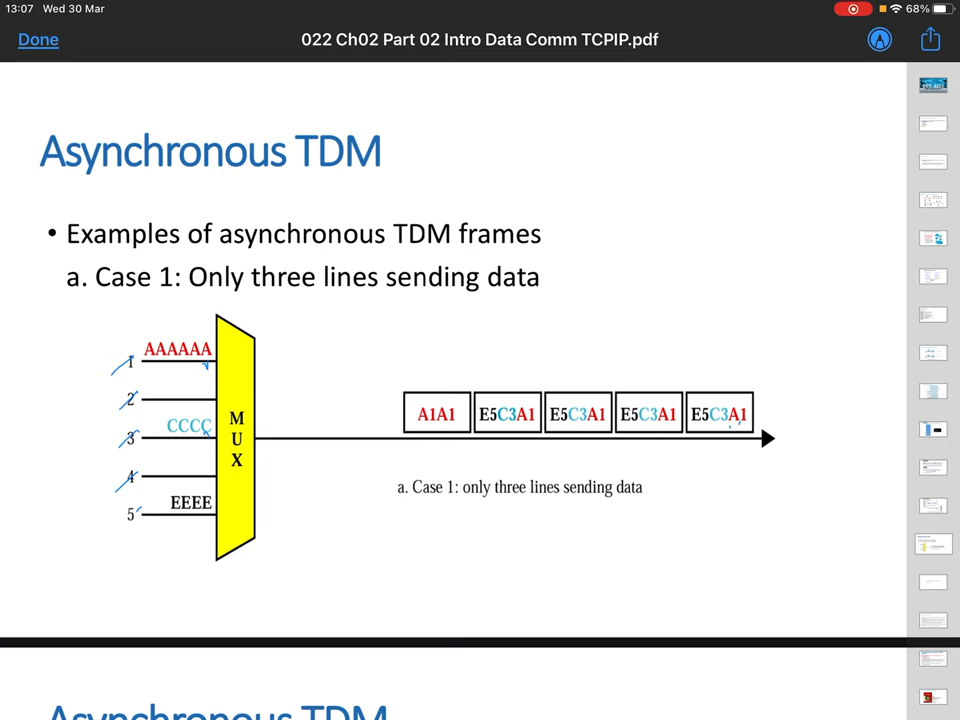 13:07 Wed 30 Mar
68%
Done
022 Ch02 Part 02 Intro Data Comm TCPIP.pdf
Asynchronous TDM
• Examples of asynchronous TDM frames
a. Case 1: Only three lines sending data
AAAAAA
1
2
CCCC
3
4
EEEE
5
M
U
X
A1A1 E5C3A1 E5C3A1 E5C3A1 E5C3A1
a. Case 1: only three lines sending data
Asynchronous TDM